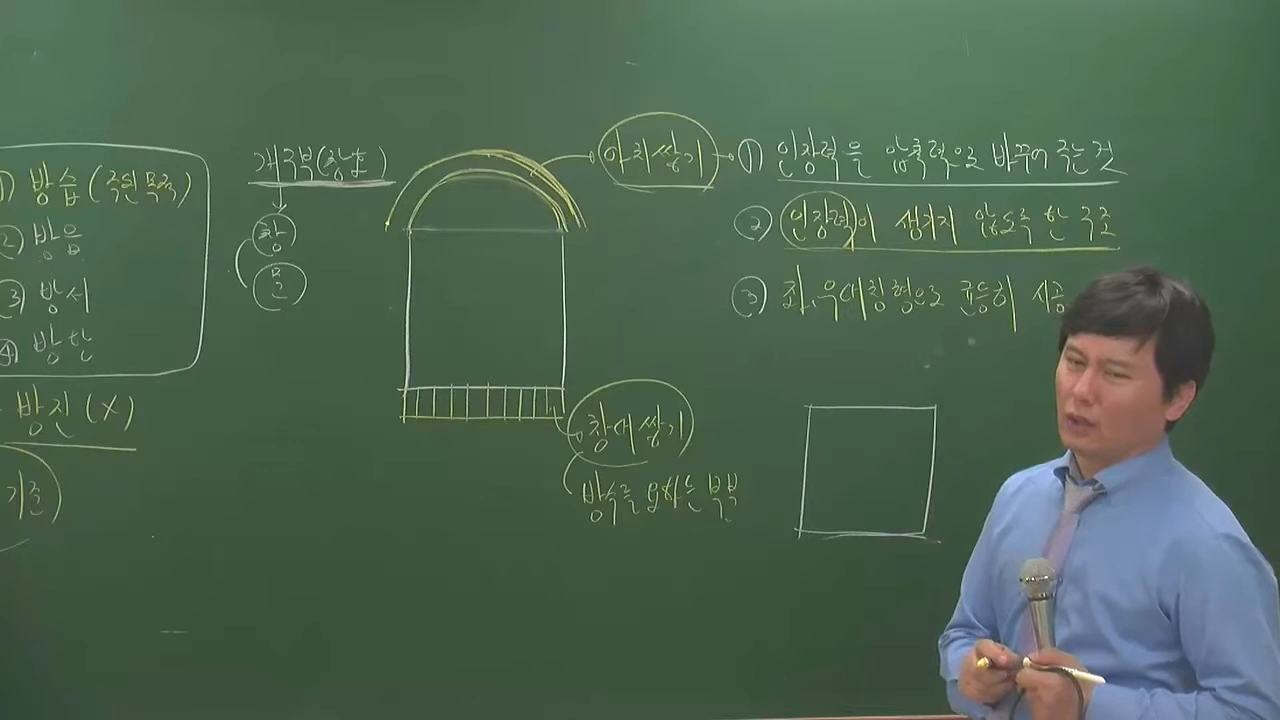 ① 방습 (주된 목적)
② 방음
③ 방서
④ 방한
방진 (X)
기준
개구부(창호)
창
문
아치쌓기
① 인장력을 압축력으로 바꾸어 주는 것
② 인장력이 생기지 않도록 한 구조
③ 좌,우대칭형으로 균등히 시공
창대쌓기
방수를 요하는 부분